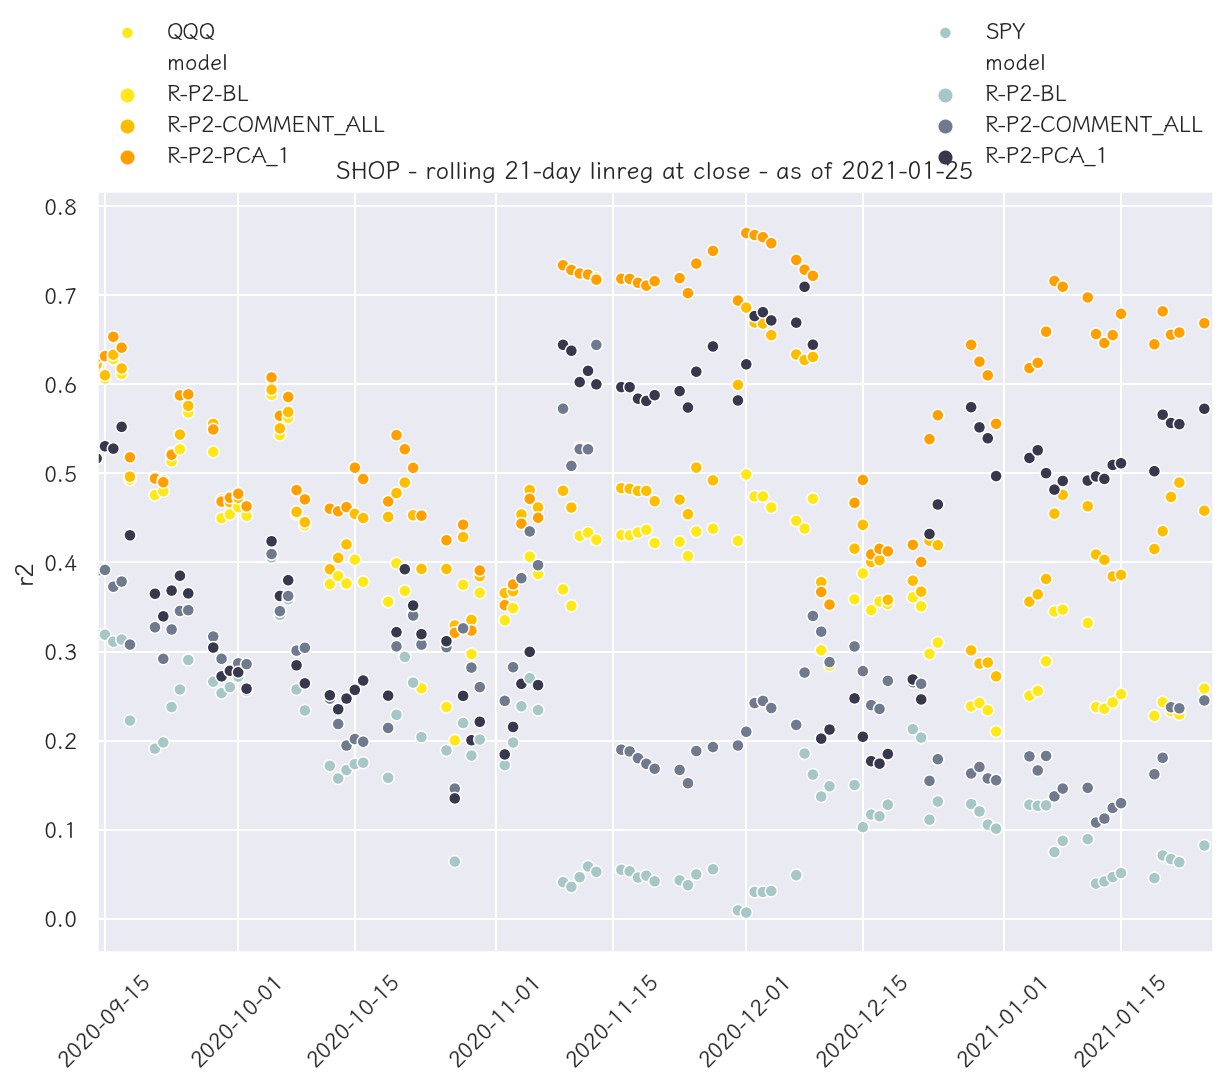 QQQ
model
R-P2-BL
R-P2-COMMENT_ALL
R-P2-PCA_1
SPY
model
R-P2-BL
R-P2-COMMENT_ALL
R-P2-PCA_1
SHOP - rolling 21-day linreg at close - as of 2021-01-25
0.8
0.7
0.6
0.5
0.4
0.3
0.2
0.1
0.0
r2
2020-09-15
2020-10-01
2020-10-15
2020-11-01
2020-11-15
2020-12-01
2020-12-15
2021-01-01
2021-01-15